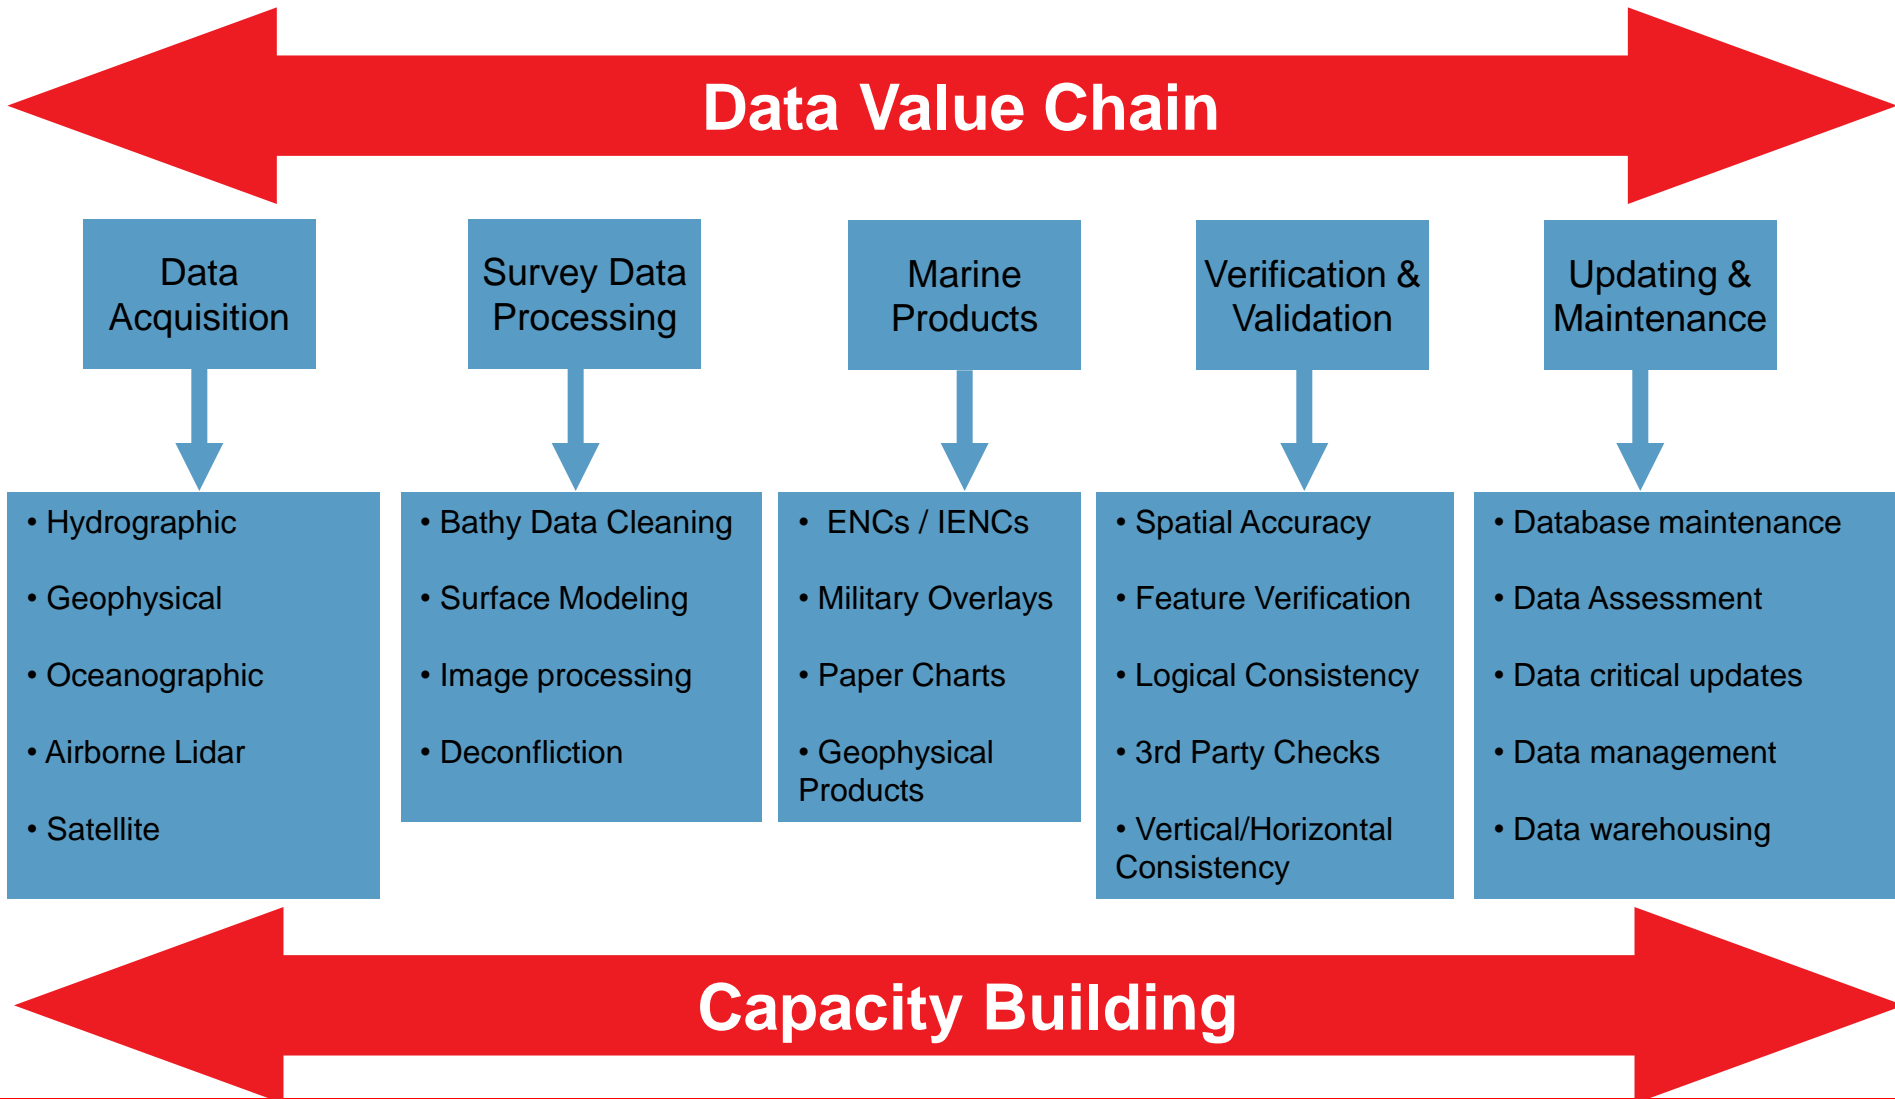 Data Value Chain
Data
Acquisition
Survey Data
Processing
Marine
Products
Verification &
Validation
Updating &
Maintenance
• Hydrographic
• Geophysical
• Oceanographic
• Airborne Lidar
• Satellite
• Bathy Data Cleaning
• Surface Modeling
• Image processing
• Deconfliction
• ENCs / IENCs
• Military Overlays
• Paper Charts
• Geophysical
Products
• Spatial Accuracy
• Feature Verification
• Logical Consistency
• 3rd Party Checks
• Vertical/Horizontal
Consistency
• Database maintenance
• Data Assessment
• Data critical updates
• Data management
• Data warehousing
Capacity Building